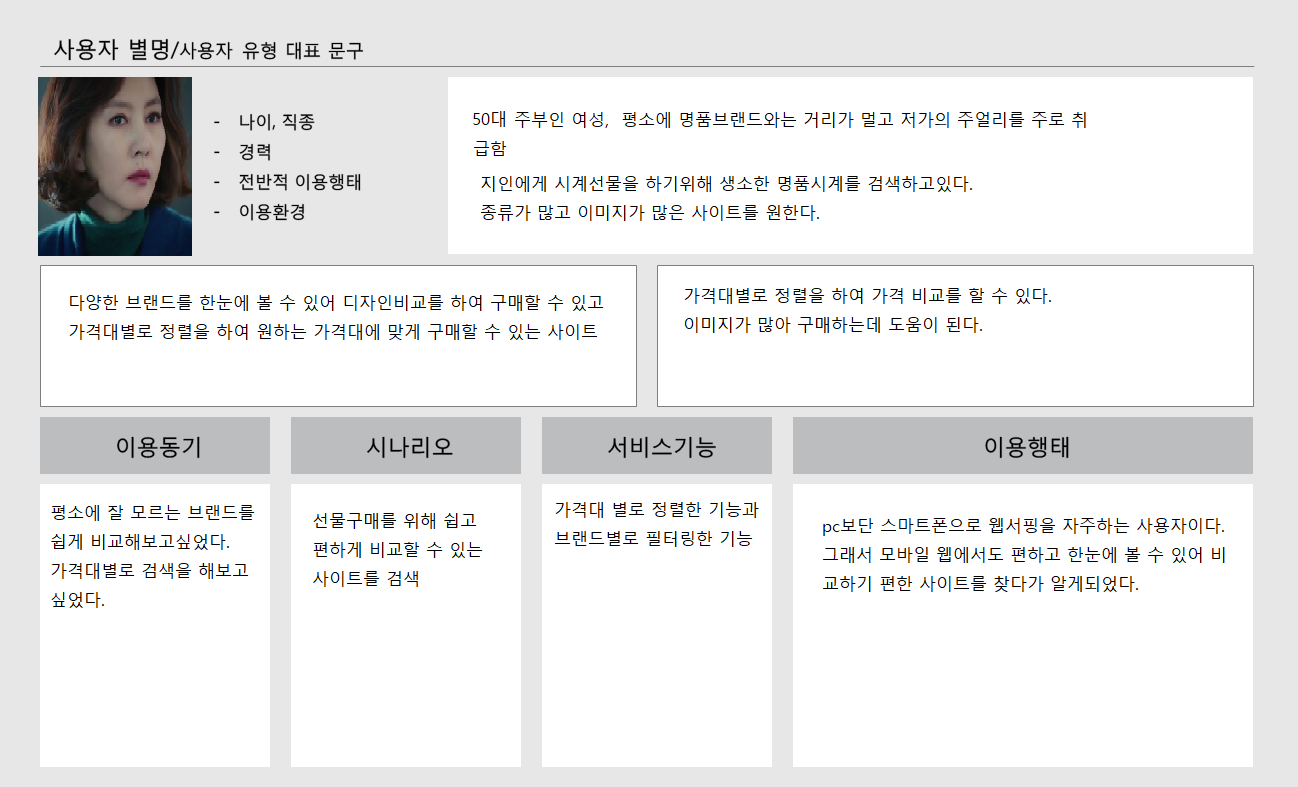 사용자 별명/사용자 유형 대표 문구
- 나이, 직종
- 경력
- 전반적 이용행태
- 이용환경
50대 주부인 여성, 평소에 명품브랜드와는 거리가 멀고 저가의 주얼리를 주로 취
급함
지인에게 시계선물을 하기위해 생소한 명품시계를 검색하고있다.
종류가 많고 이미지가 많은 사이트를 원한다.
다양한 브랜드를 한눈에 볼 수 있어 디자인비교를 하여 구매할 수 있고
가격대별로 정렬을 하여 원하는 가격대에 맞게 구매할 수 있는 사이트
가격대별로 정렬을 하여 가격 비교를 할 수 있다.
이미지가 많아 구매하는데 도움이 된다.
이용동기
평소에 잘 모르는 브랜드를
쉽게 비교해보고싶었다.
가격대별로 검색을 해보고
싶었다.
시나리오
선물구매를 위해 쉽고
편하게 비교할 수 있는
사이트를 검색
서비스기능
가격대 별로 정렬한 기능과
브랜드별로 필터링한 기능
이용행태
pc보단 스마트폰으로 웹서핑을 자주하는 사용자이다.
그래서 모바일 웹에서도 편하고 한눈에 볼 수 있어 비
교하기 편한 사이트를 찾다가 알게되었다.